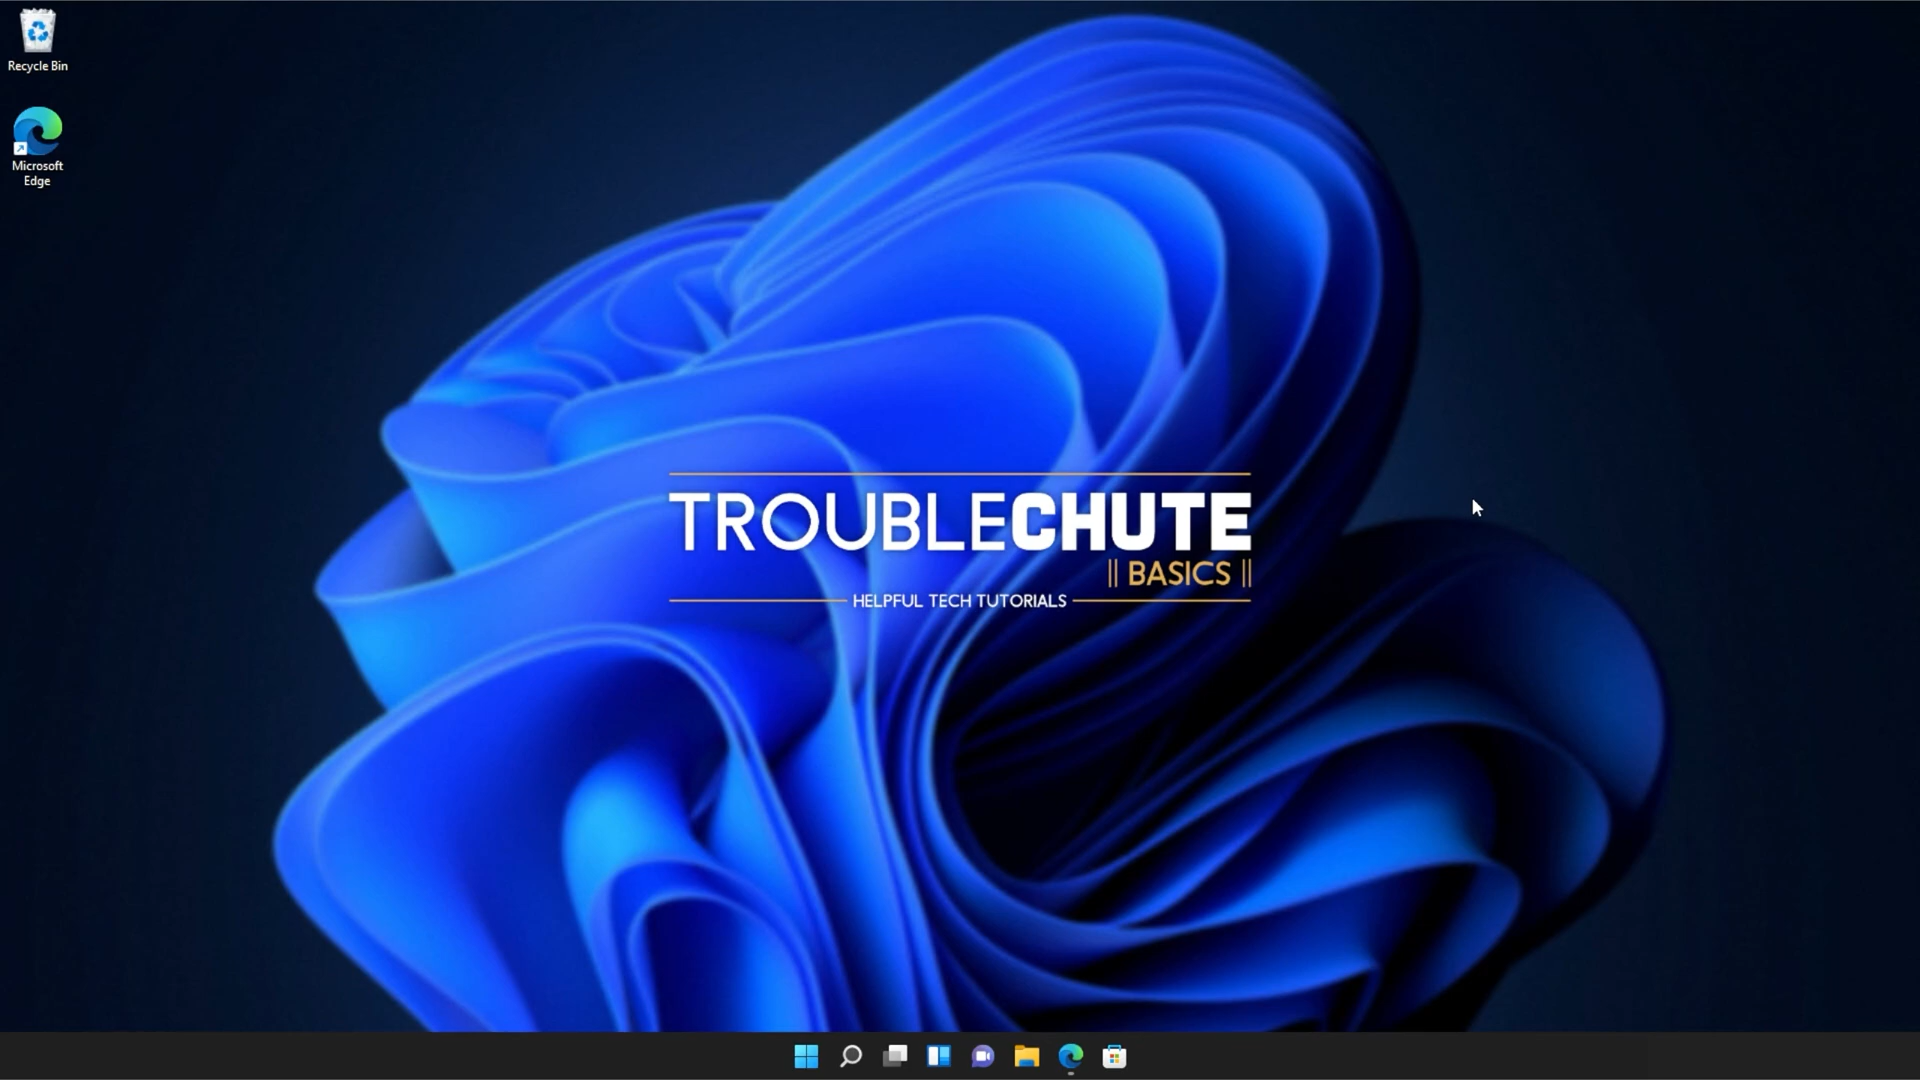 Recycle Bin
Microsoft
Edge
TROUBLECHUTE
|| BASICS ||
HELPFUL TECH TUTORIALS